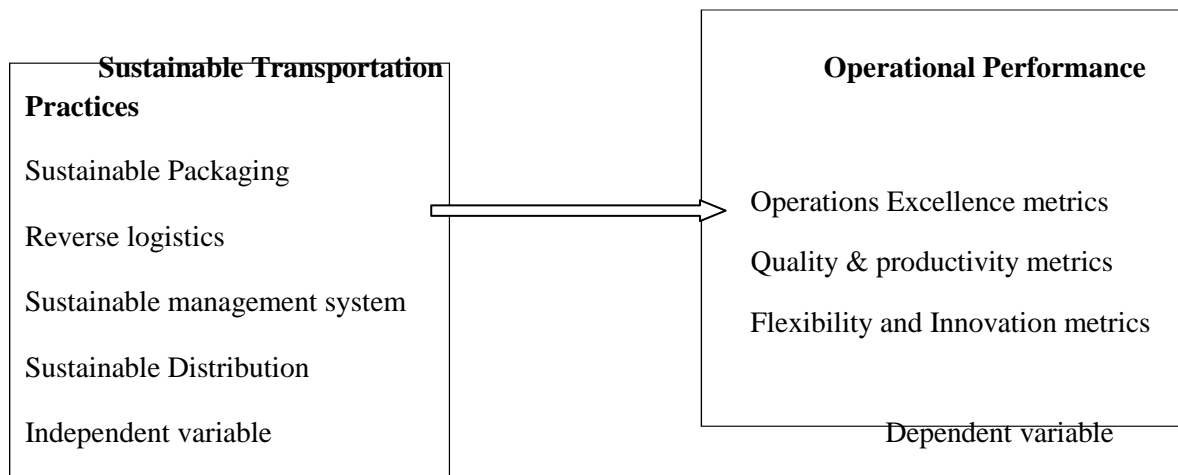 Sustainable Transportation
Practices
Sustainable Packaging
Reverse logistics
Sustainable management system
Sustainable Distribution
Independent variable
Operational Performance
Operations Excellence metrics
Quality & productivity metrics
Flexibility and Innovation metrics
Dependent variable